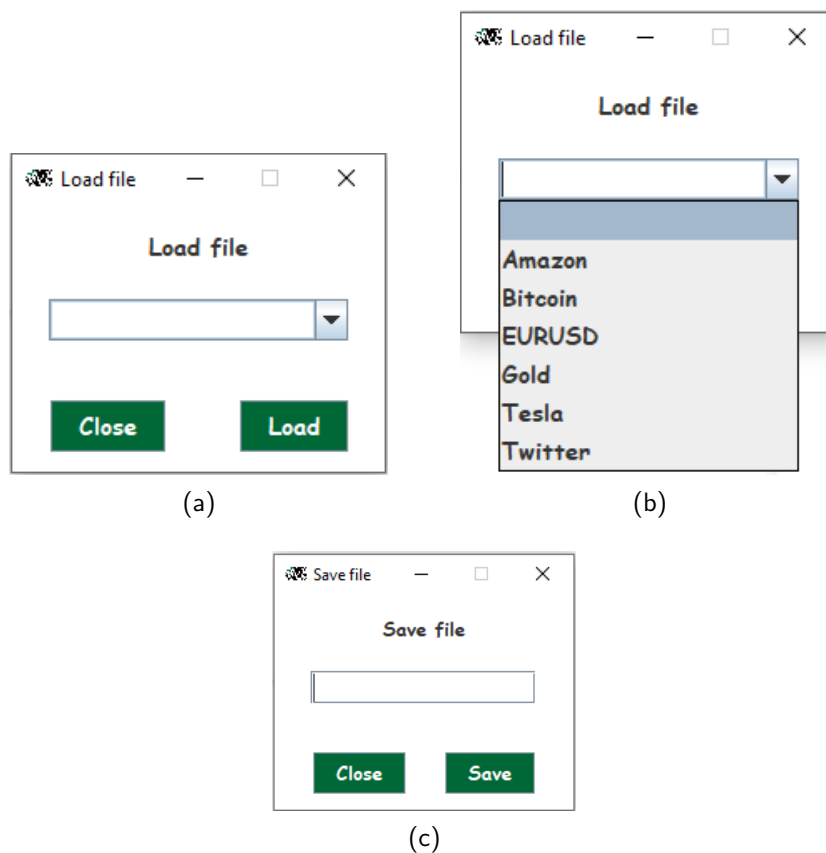 Load file
Load file
Close
Load
(a)
Load file
Load file
Amazon
Bitcoin
EURUSD
Gold
Tesla
Twitter
(b)
Save file
Save file
Close
Save
(c)